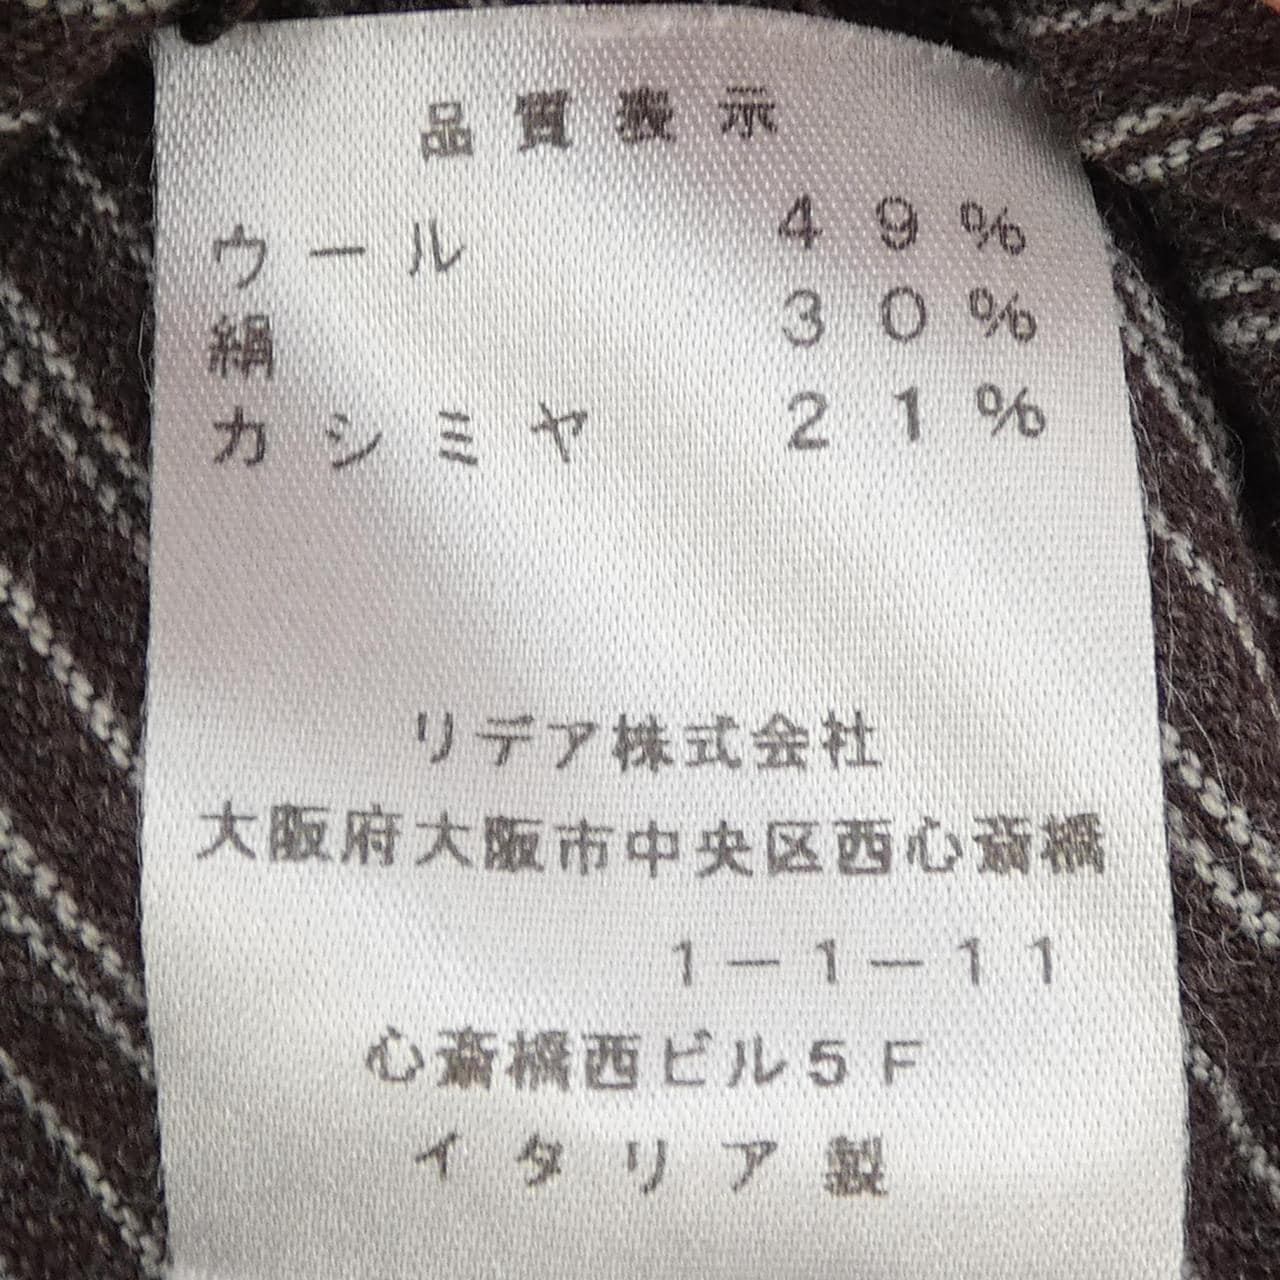 品質表示
ウール 49%
絹 30%
カシミヤ 21%
リデア株式会社
大阪府大阪市中央区西心斎橋
1-1-11
心斎橋西ビル5F
イタリア製